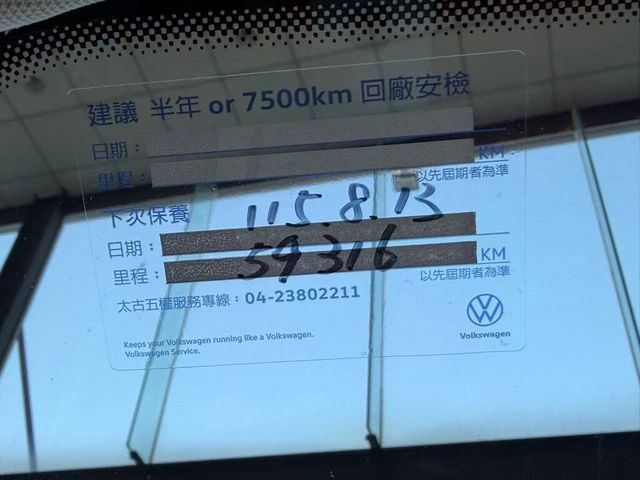 建議 半年 or 7500km 回廠安檢
日期：
里程： KM
以先屆期者為準
下次保養
日期： 115.8.13
里程： 59316 KM
以先屆期者為準
太古五權服務專線：04-23802211
Keeps your Volkswagen running like a Volkswagen.
Volkswagen Service.
Volkswagen